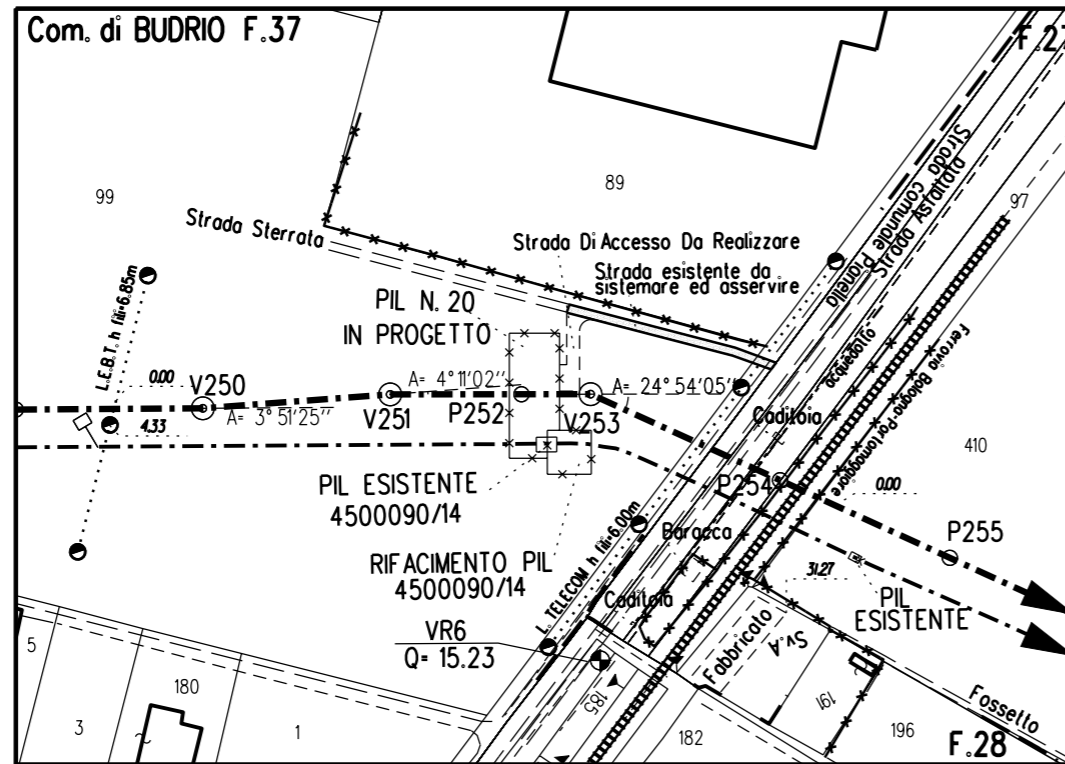 Com. di BUDRIO F.37
F.27
99
89
97
Strada Sterrata
Strada comunale Pianella
Strada Asfaltata
Strada Di Accesso Da Realizzare
Strada esistente da
sistemare ed asservire
L.E.B.T. h fili=6.85m
PIL N. 20
IN PROGETTO
0.00
V250
A= 3°51'25''
4.33
A= 4°11'02''
V251
P252
V253
A= 24°54'05''
Caditoia
Ferrovia Bologna-Portomaggiore
410
P254
0.00
P255
PIL ESISTENTE
4500090/14
L. TELECOM h fili=6.00m
Baracca
31.27
PIL
ESISTENTE
RIFACIMENTO PIL
4500090/14
Caditoia
VR6
Q= 15.23
Fabbricato
Sv.A
Fossetto
5
180
3
1
185
182
191
196
F.28